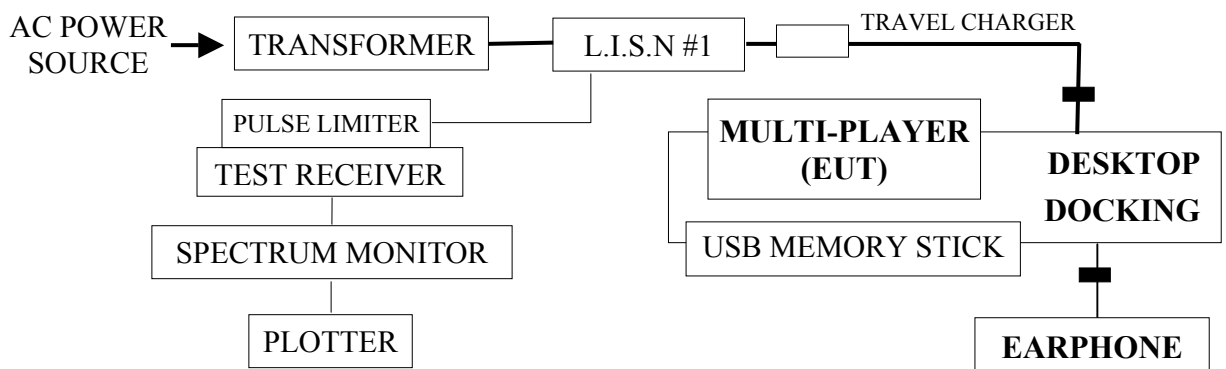 AC POWER
SOURCE
TRANSFORMER
L.I.S.N #1
TRAVEL CHARGER
PULSE LIMITER
TEST RECEIVER
SPECTRUM MONITOR
PLOTTER
MULTI-PLAYER
(EUT)
DESKTOP
DOCKING
USB MEMORY STICK
EARPHONE